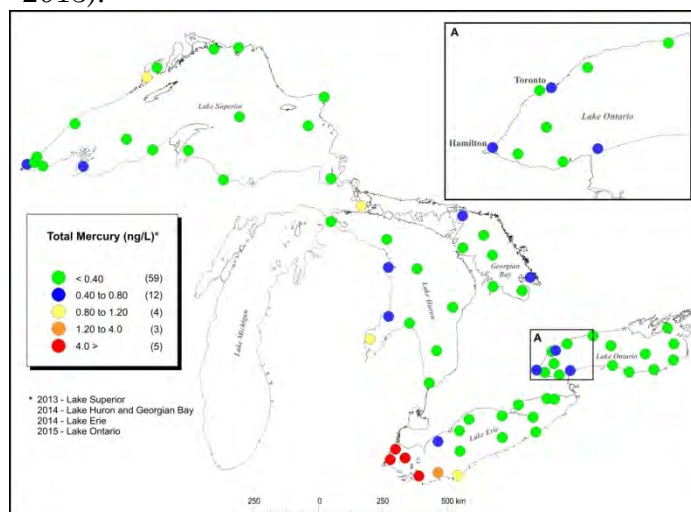 2015).
A
Toronto
Lake Ontario
Hamilton
Lake Superior
Total Mercury (ng/L)*
< 0.40 (59)
0.40 to 0.80 (12)
0.80 to 1.20 (4)
1.20 to 4.0 (3)
4.0 > (5)
Georgian
Bay
Lake Huron
Lake Michigan
A
Lake Ontario
Lake Erie
* 2013 - Lake Superior
2014 - Lake Huron and Georgian Bay
2014 - Lake Erie
2015 - Lake Ontario
250 0 250 500 km